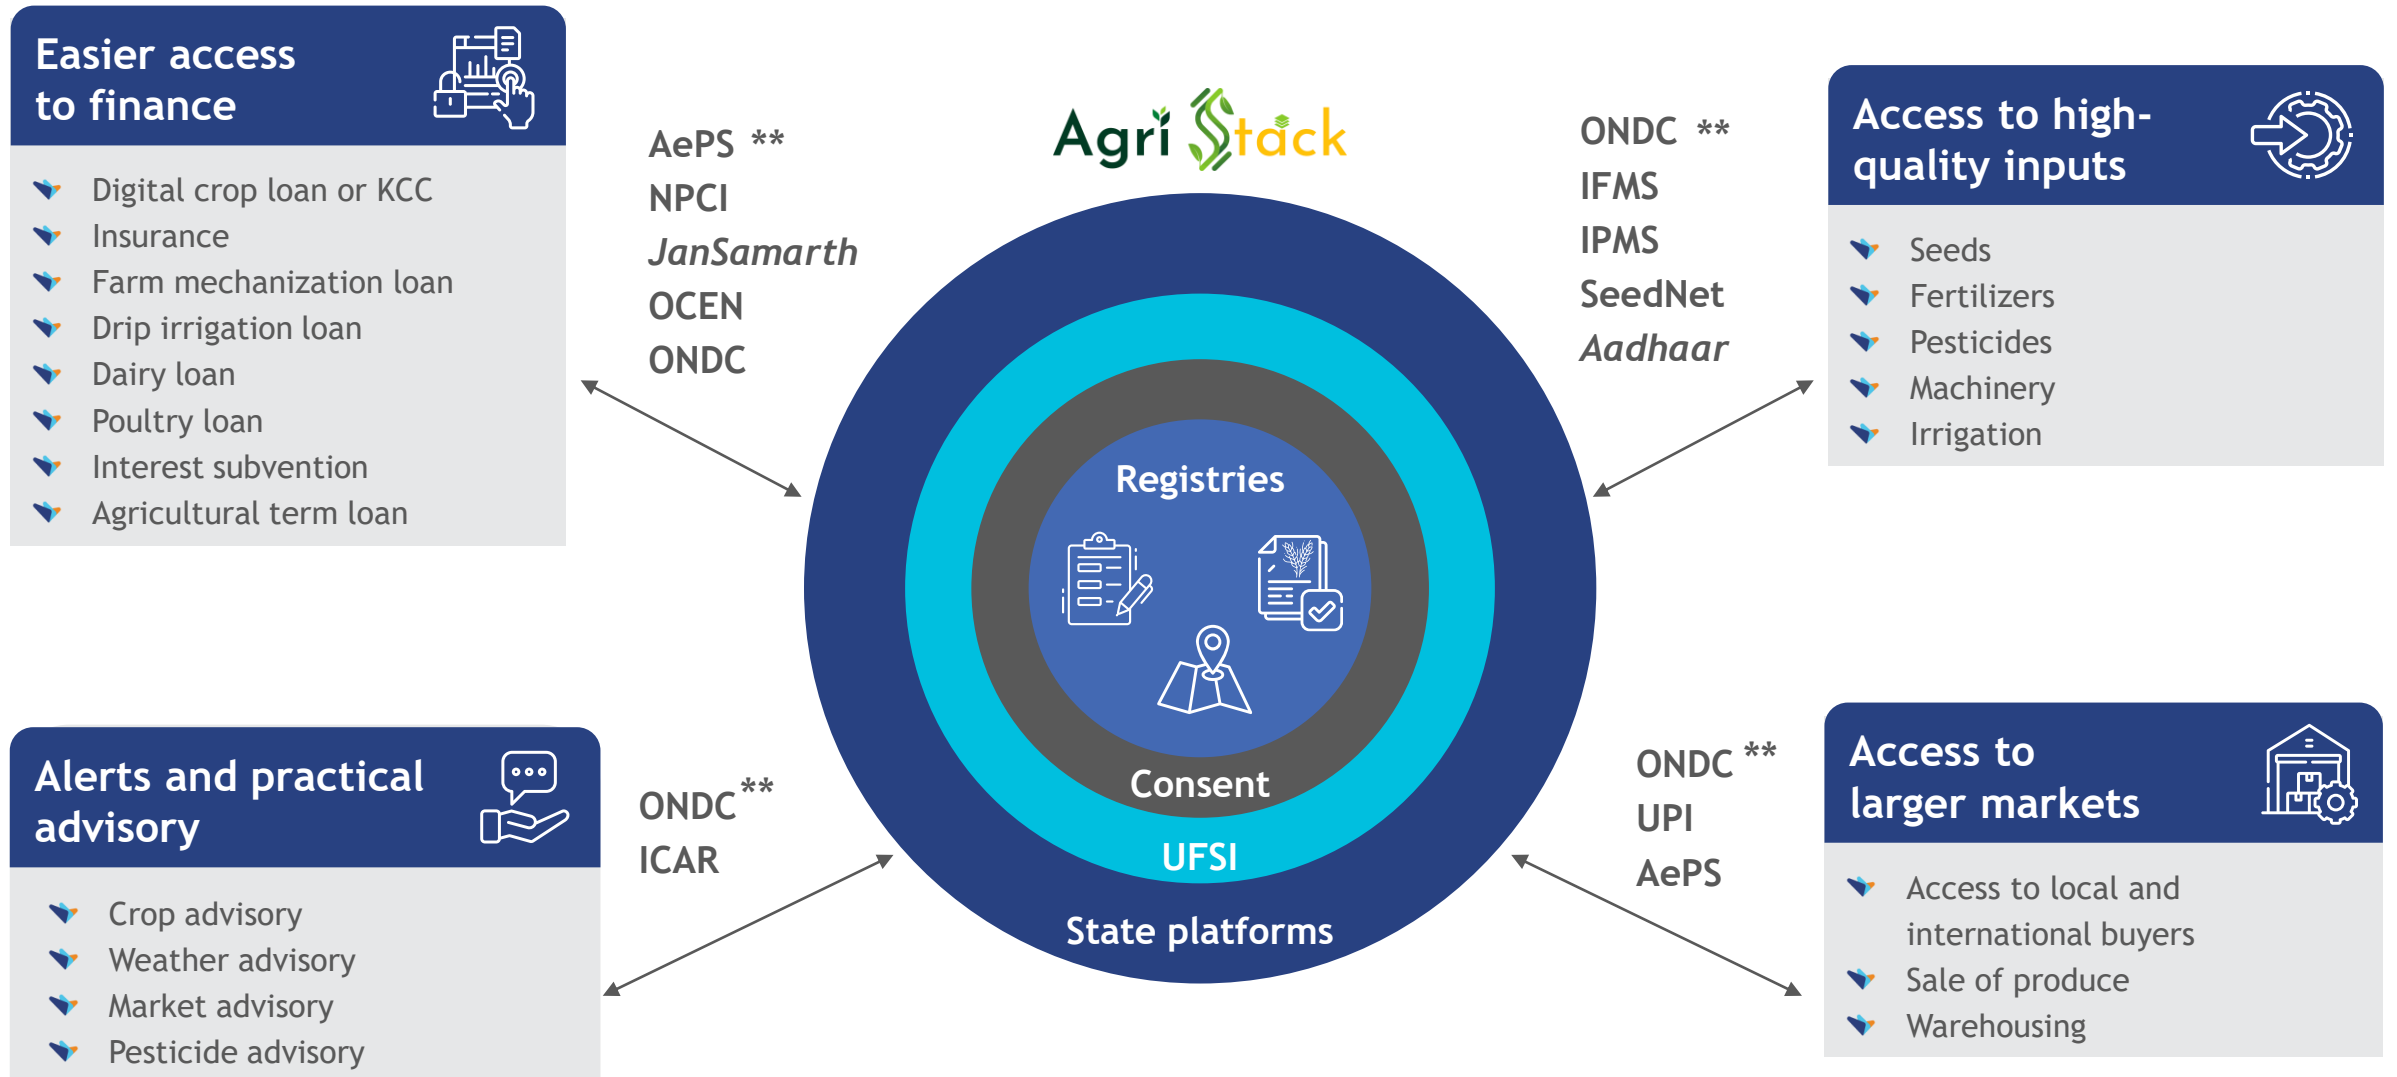 Easier access
to finance
Digital crop loan or KCC
Insurance
Farm mechanization loan
Drip irrigation loan
Dairy loan
Poultry loan
Interest subvention
Agricultural term loan
AePS **
NPCI
JanSamarth
OCEN
ONDC
Agri Stack
ONDC **
IFMS
IPMS
SeedNet
Aadhaar
Access to high-
quality inputs
Seeds
Fertilizers
Pesticides
Machinery
Irrigation
Registries
Consent
UFSI
State platforms
Alerts and practical
advisory
Crop advisory
Weather advisory
Market advisory
Pesticide advisory
ONDC **
ICAR
ONDC **
UPI
AePS
Access to
larger markets
Access to local and
international buyers
Sale of produce
Warehousing